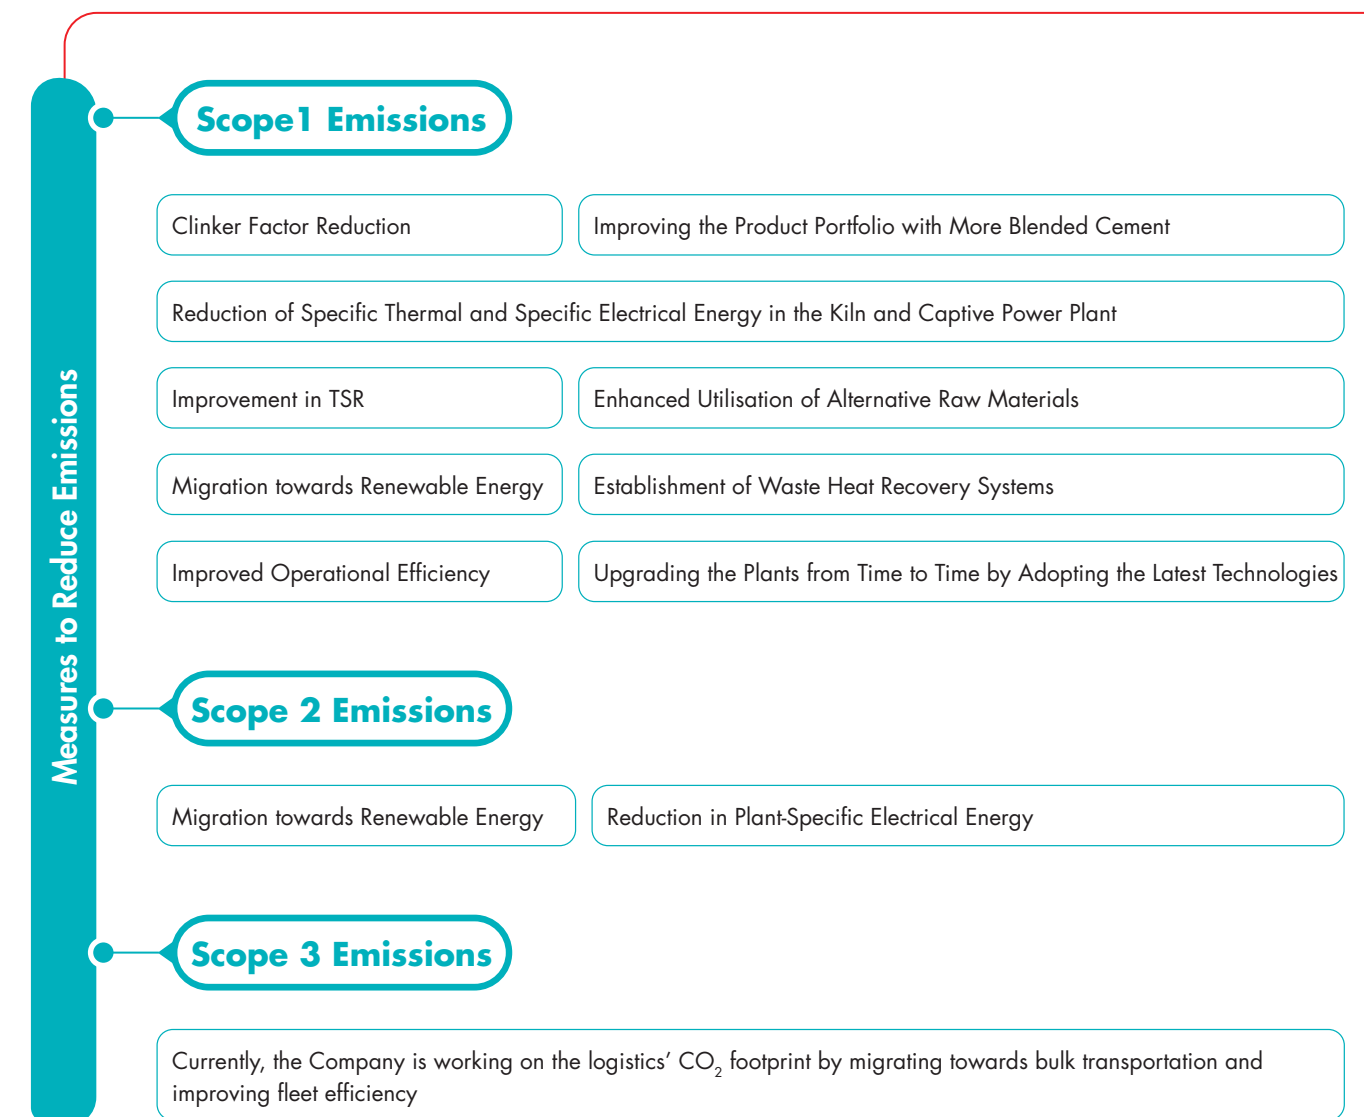 Measures to Reduce Emissions
Scope1 Emissions
Clinker Factor Reduction
Improving the Product Portfolio with More Blended Cement
Reduction of Specific Thermal and Specific Electrical Energy in the Kiln and Captive Power Plant
Improvement in TSR
Enhanced Utilisation of Alternative Raw Materials
Migration towards Renewable Energy
Establishment of Waste Heat Recovery Systems
Improved Operational Efficiency
Upgrading the Plants from Time to Time by Adopting the Latest Technologies
Scope 2 Emissions
Migration towards Renewable Energy
Reduction in Plant-Specific Electrical Energy
Scope 3 Emissions
Currently, the Company is working on the logistics’ CO₂ footprint by migrating towards bulk transportation and
improving fleet efficiency